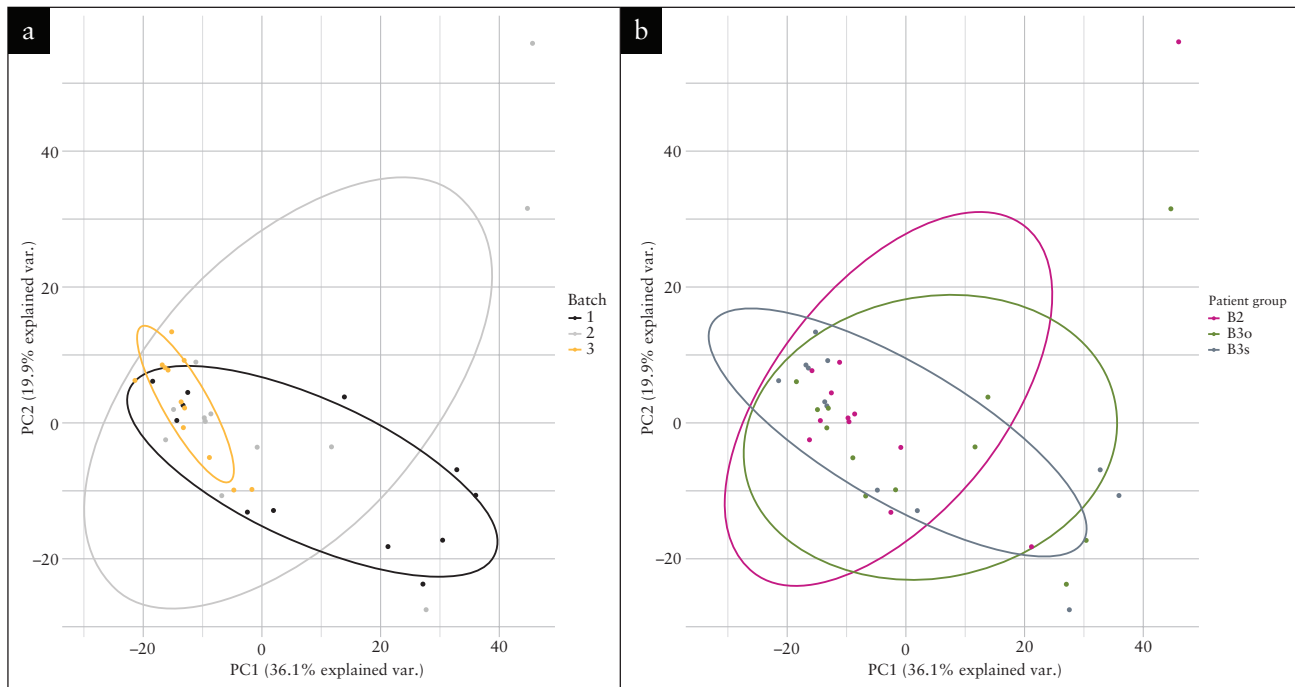 a
40
20
0
−20
−20
0
20
40
PC2 (19.9% explained var.)
PC1 (36.1% explained var.)
Batch
1
2
3
b
40
20
0
−20
−20
0
20
40
PC2 (19.9% explained var.)
PC1 (36.1% explained var.)
Patient group
B2
B3o
B3s